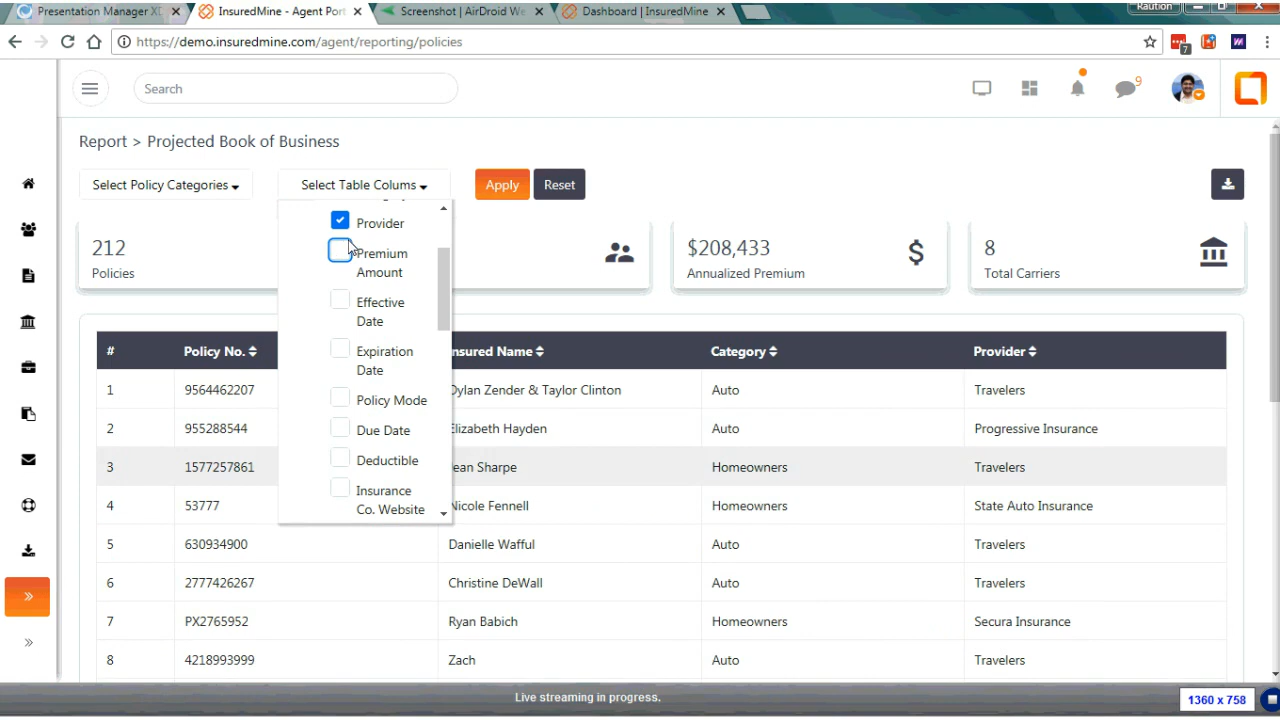 Presentation Manager XD
InsuredMine - Agent Port
Screenshot | AirDroid We
Dashboard | InsuredMine
Raution
https://demo.insuredmine.com/agent/reporting/policies
7
Search
9
Report > Projected Book of Business
Select Policy Categories
Select Table Colums
Apply
Reset
Provider
Premium
Amount
Effective
Date
Expiration
Date
Policy Mode
Due Date
Deductible
Insurance
Co. Website
212
Policies
$208,433
Annualized Premium
$
8
Total Carriers
# Policy No. Insured Name Category Provider
1 9564462207 Dylan Zender & Taylor Clinton Auto Travelers
2 955288544 Elizabeth Hayden Auto Progressive Insurance
3 1577257861 ean Sharpe Homeowners Travelers
4 53777 Nicole Fennell Homeowners State Auto Insurance
5 630934900 Danielle Wafful Auto Travelers
6 2777426267 Christine DeWall Auto Travelers
7 PX2765952 Ryan Babich Homeowners Secura Insurance
8 4218993999 Zach Auto Travelers
Live streaming in progress.
1360 x 758